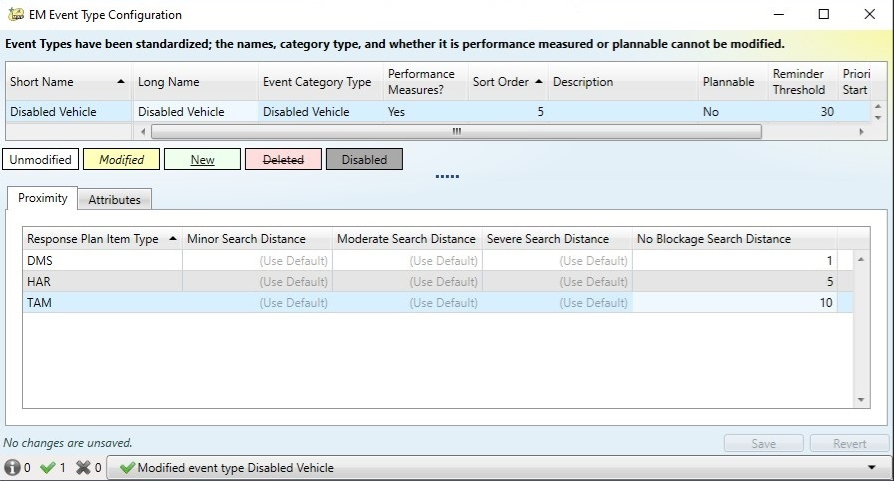 EM Event Type Configuration
Event Types have been standardized; the names, category type, and whether it is performance measured or plannable cannot be modified.
Short Name Long Name Event Category Type Performance Measures? Sort Order Description Plannable Reminder Threshold Priori Start
Disabled Vehicle Disabled Vehicle Disabled Vehicle Yes 5 No 30
Unmodified Modified New Deleted Disabled
Proximity Attributes
Response Plan Item Type Minor Search Distance Moderate Search Distance Severe Search Distance No Blockage Search Distance
DMS (Use Default) (Use Default) (Use Default) 1
HAR (Use Default) (Use Default) (Use Default) 5
TAM (Use Default) (Use Default) (Use Default) 10
No changes are unsaved. Save Revert
0 1 0 Modified event type Disabled Vehicle